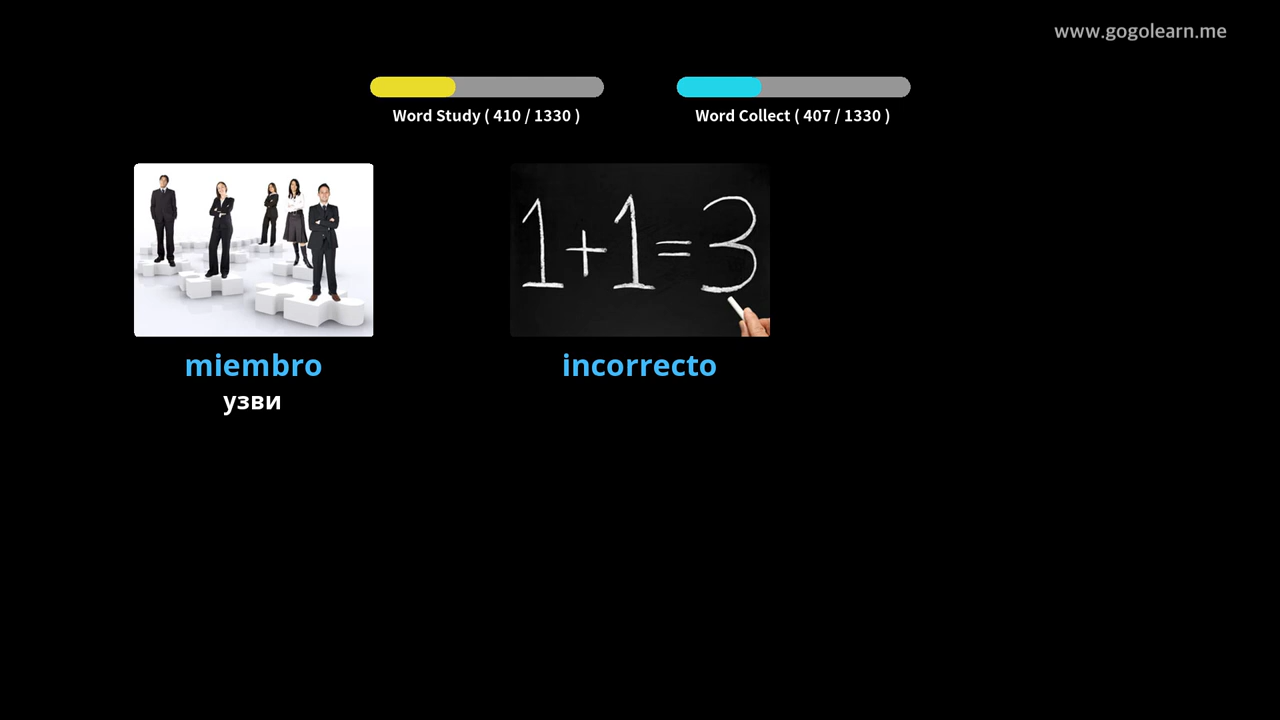 www.gogolearn.me
Word Study ( 410 / 1330 )
Word Collect ( 407 / 1330 )
1+1=3
miembro
узви
incorrecto